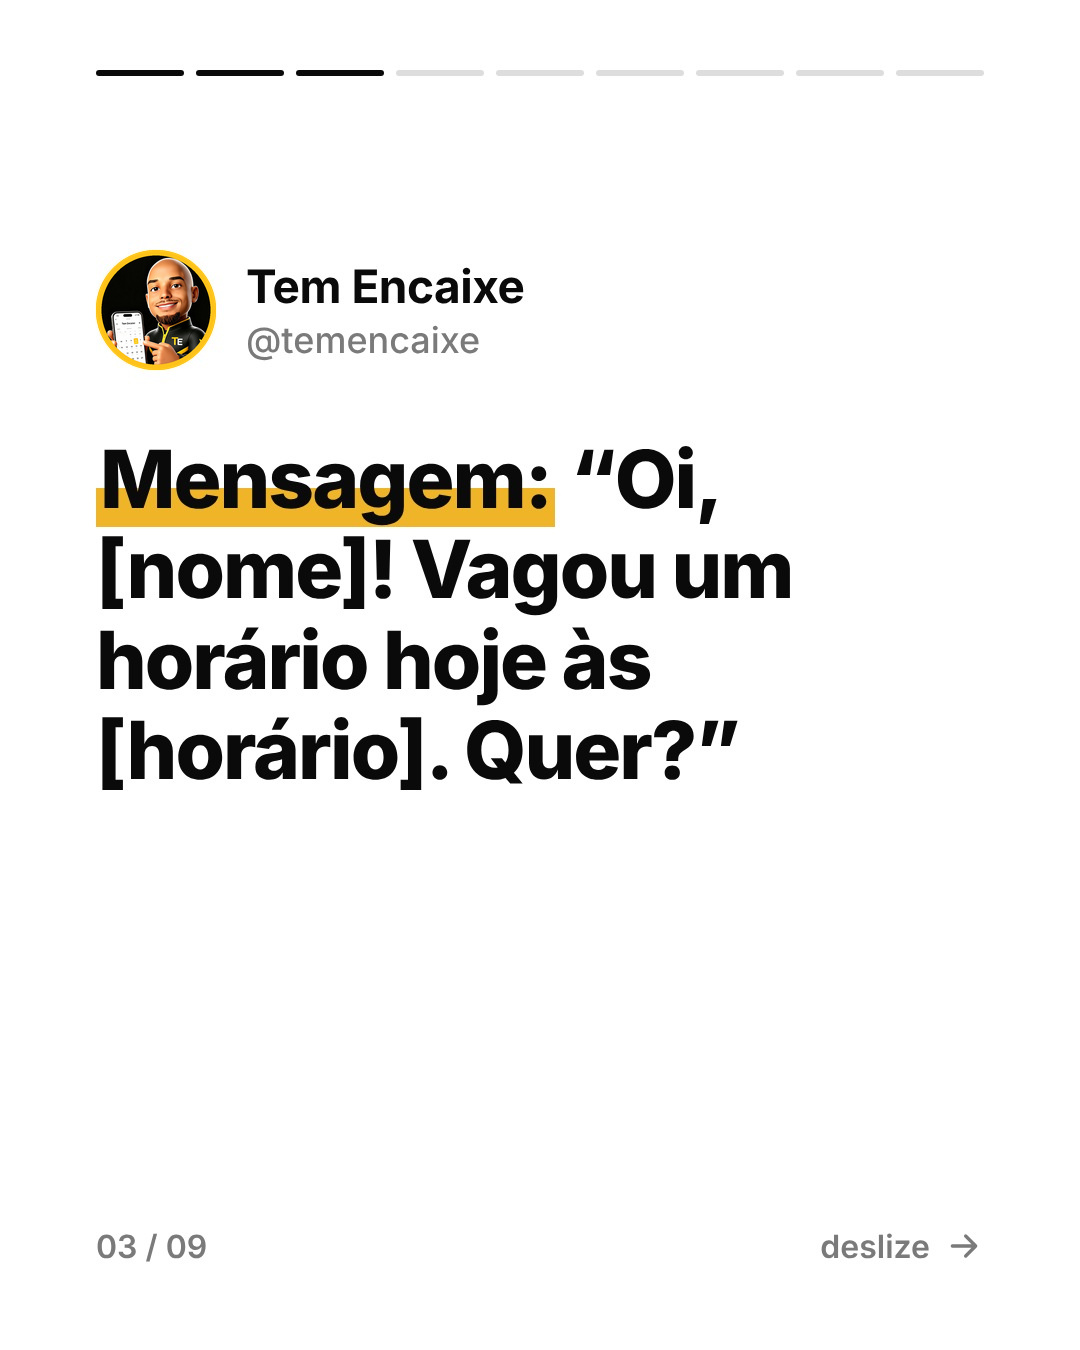 Tem Encaixe
@temencaixe
Mensagem: “Oi,
[nome]! Vagou um
horário hoje às
[horário]. Quer?”
03 / 09
deslize →